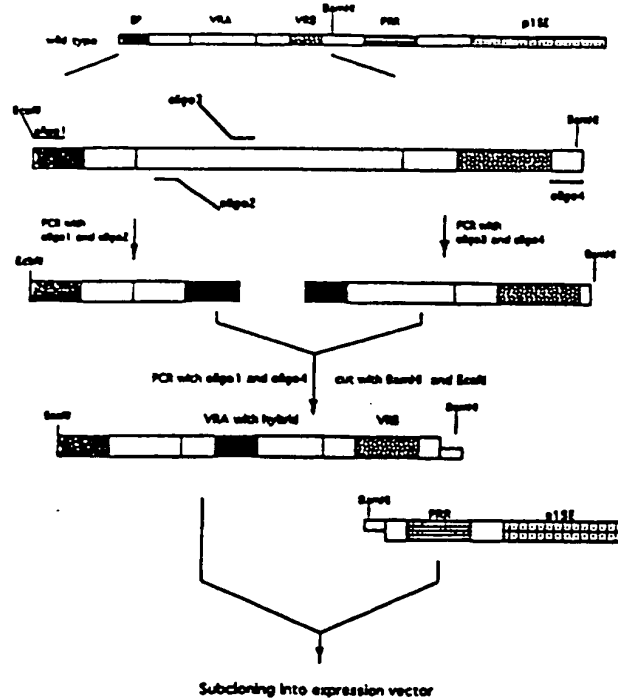 BamHI
SP VRA VRB PRR p15E
wild type
EcoRI
oligo1
oligo3
BamHI
oligo2
oligo4
PCR with
oligo1 and oligo2
PCR with
oligo3 and oligo4
EcoRI
BamHI
PCR with oligo1 and oligo4 cut with BamHI and EcoRI
EcoRI
VRA with hybrid
VRB
BamHI
BamHI
PRR
p15E
Subcloning into expression vector